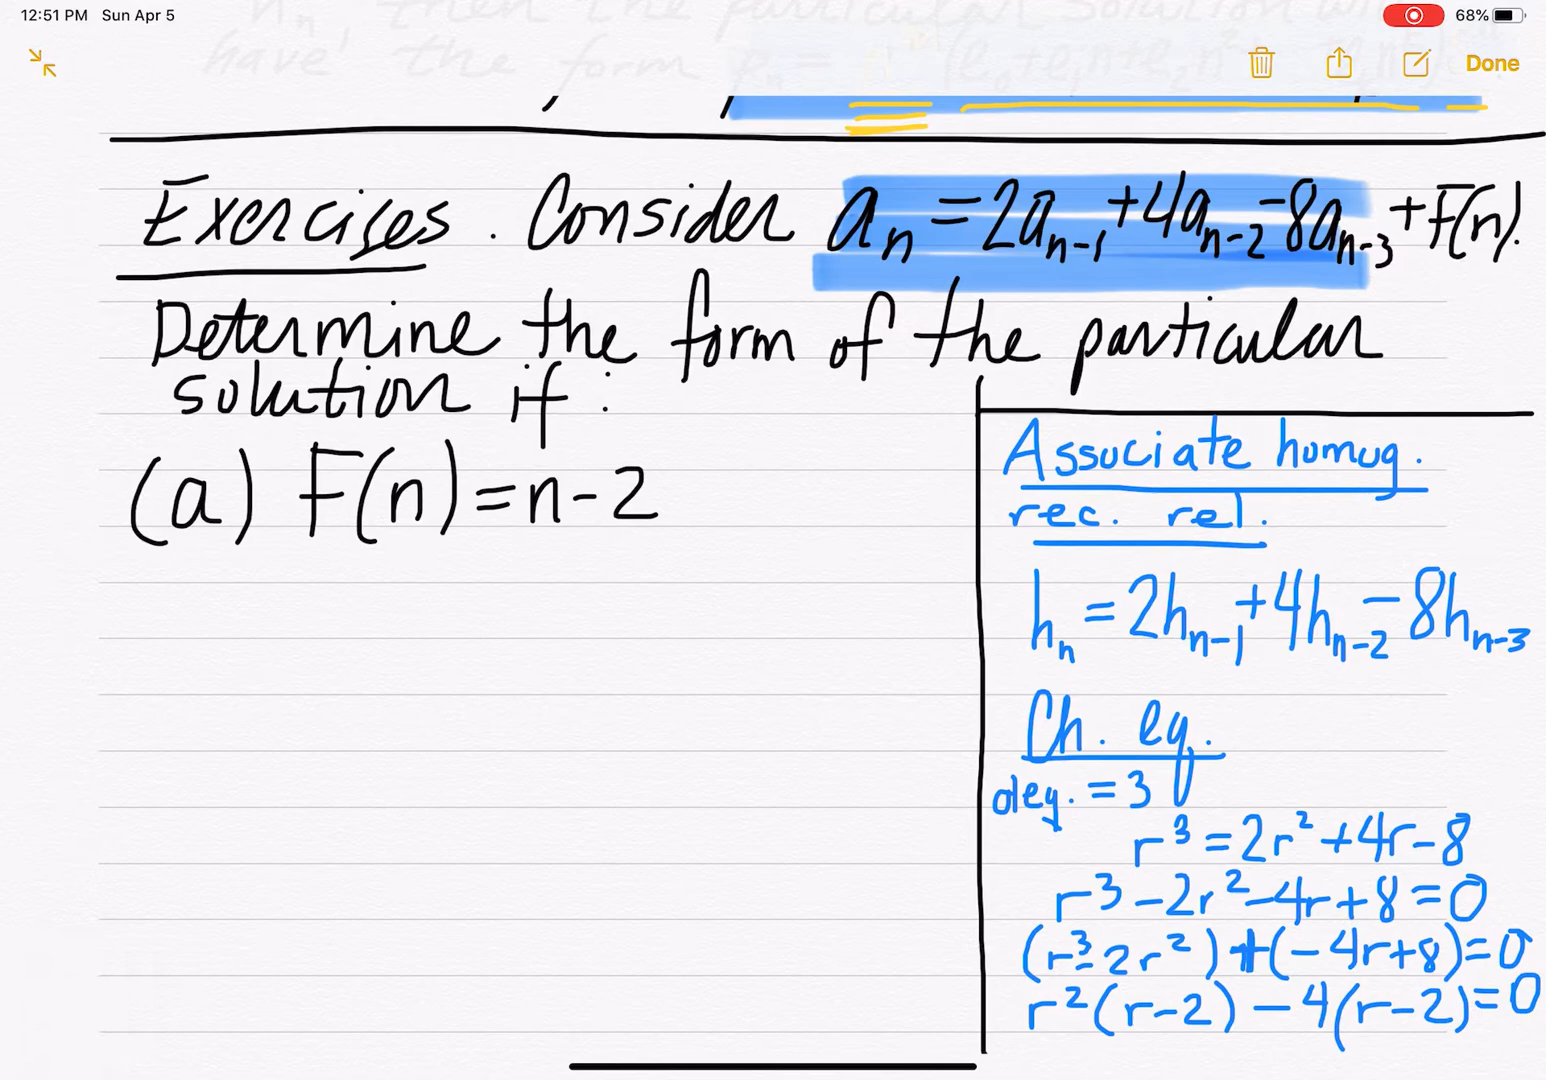 12:51 PM Sun Apr 5
68%
have the form
Done
Exercises. Consider aₙ = 2aₙ₋₁ + 4aₙ₋₂ - 8aₙ₋₃ + F(n).
Determine the form of the particular
solution if :
(a) F(n) = n - 2
Associate homog.
rec. rel.
hₙ = 2hₙ₋₁ + 4hₙ₋₂ - 8hₙ₋₃
Ch. eq.
deg. = 3
r³ = 2r² + 4r - 8
r³ - 2r² - 4r + 8 = 0
(r³ - 2r²) + (-4r + 8) = 0
r²(r - 2) - 4(r - 2) = 0